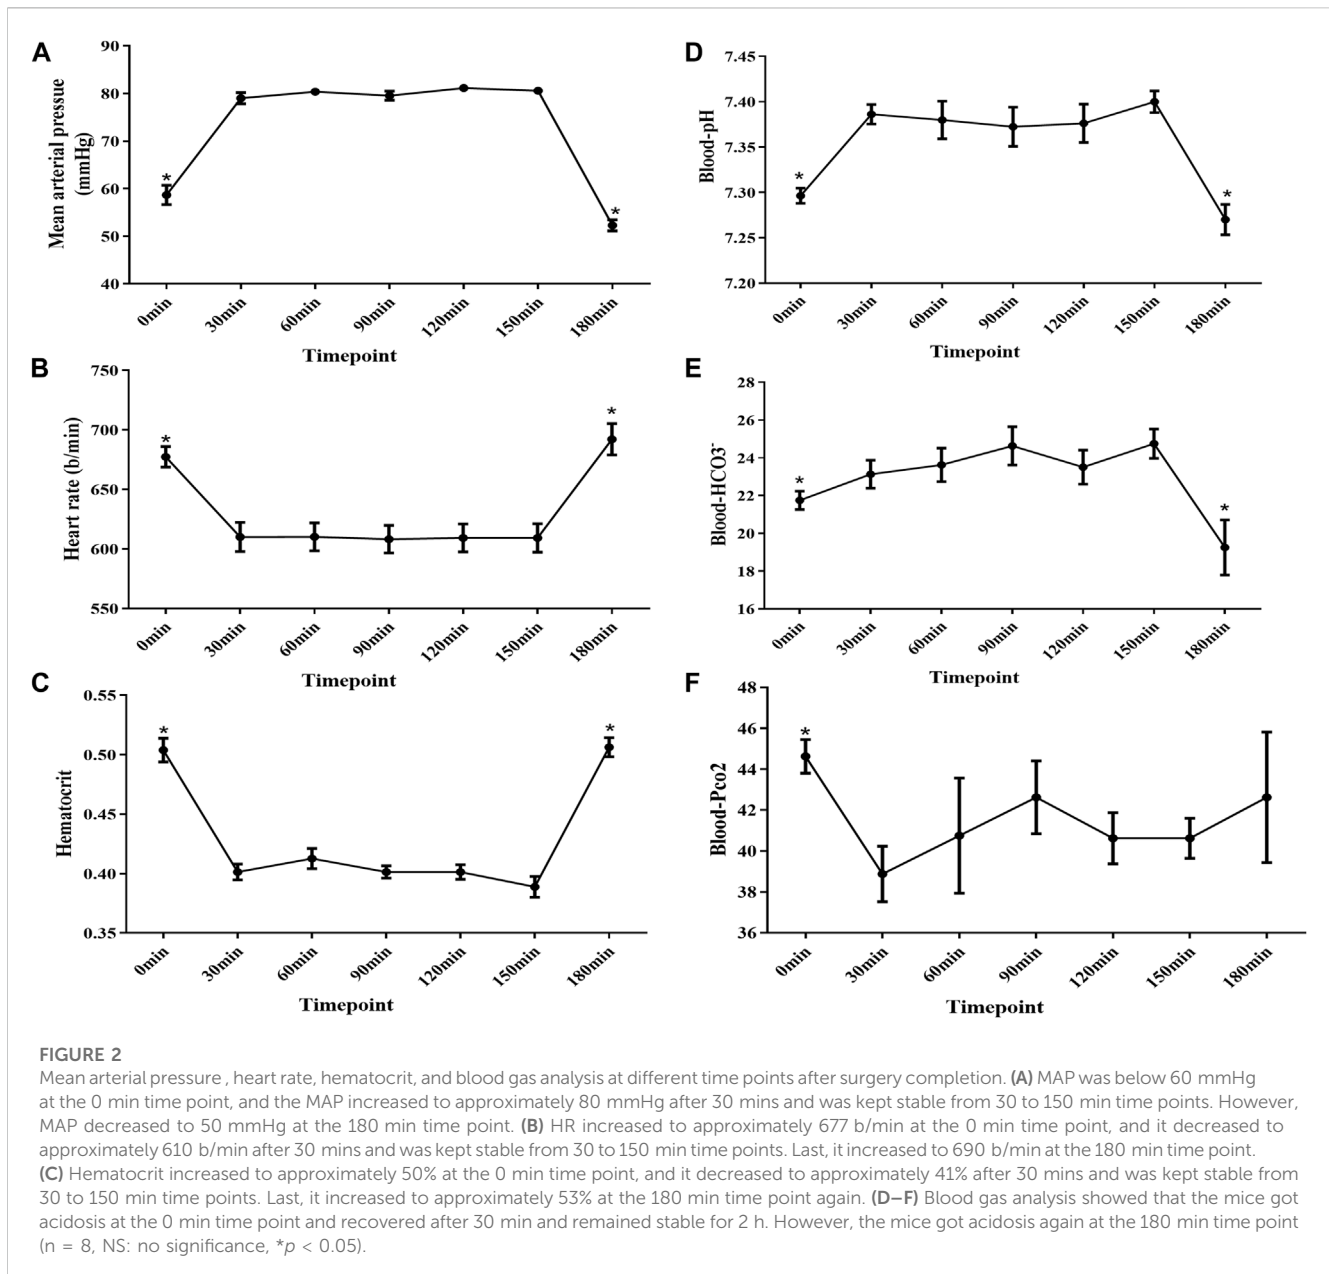 A
Mean arterial pressue
(mmHg)
90
80
70
60
50
40
*
*
0min
30min
60min
90min
120min
150min
180min
Timepoint
B
Heart rate (b/min)
750
700
650
600
550
*
*
0min
30min
60min
90min
120min
150min
180min
Timepoint
C
Hematocrit
0.55
0.50
0.45
0.40
0.35
*
*
0min
30min
60min
90min
120min
150min
180min
Timepoint
D
Blood-pH
7.45
7.40
7.35
7.30
7.25
7.20
*
*
0min
30min
60min
90min
120min
150min
180min
Timepoint
E
Blood-HCO3⁻
28
26
24
22
20
18
16
*
*
0min
30min
60min
90min
120min
150min
180min
Timepoint
F
Blood-Pco2
48
46
44
42
40
38
36
*
0min
30min
60min
90min
120min
150min
180min
Timepoint
FIGURE 2
Mean arterial pressure , heart rate, hematocrit, and blood gas analysis at different time points after surgery completion. (A) MAP was below 60 mmHg
at the 0 min time point, and the MAP increased to approximately 80 mmHg after 30 mins and was kept stable from 30 to 150 min time points. However,
MAP decreased to 50 mmHg at the 180 min time point. (B) HR increased to approximately 677 b/min at the 0 min time point, and it decreased to
approximately 610 b/min after 30 mins and was kept stable from 30 to 150 min time points. Last, it increased to 690 b/min at the 180 min time point.
(C) Hematocrit increased to approximately 50% at the 0 min time point, and it decreased to approximately 41% after 30 mins and was kept stable from
30 to 150 min time points. Last, it increased to approximately 53% at the 180 min time point again. (D–F) Blood gas analysis showed that the mice got
acidosis at the 0 min time point and recovered after 30 min and remained stable for 2 h. However, the mice got acidosis again at the 180 min time point
(n = 8, NS: no significance, *p < 0.05).